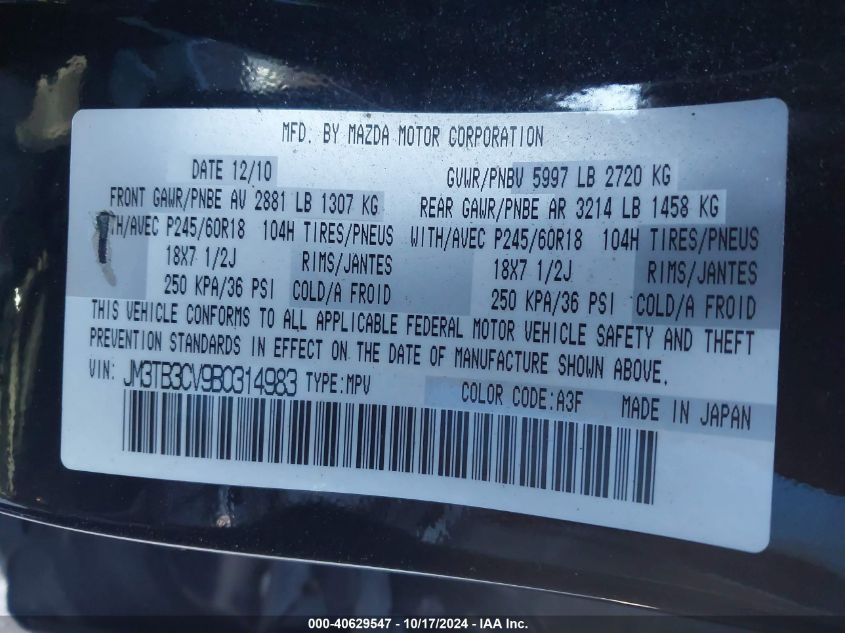 MFD. BY MAZDA MOTOR CORPORATION
DATE 12/10 GVWR/PNBV 5997 LB 2720 KG
FRONT GAWR/PNBE AV 2881 LB 1307 KG REAR GAWR/PNBE AR 3214 LB 1458 KG
WITH/AVEC P245/60R18 104H TIRES/PNEUS WITH/AVEC P245/60R18 104H TIRES/PNEUS
18X7 1/2J RIMS/JANTES 18X7 1/2J RIMS/JANTES
250 KPA/36 PSI COLD/A FROID 250 KPA/36 PSI COLD/A FROID
THIS VEHICLE CONFORMS TO ALL APPLICABLE FEDERAL MOTOR VEHICLE SAFETY AND THEFT
PREVENTION STANDARDS IN EFFECT ON THE DATE OF MANUFACTURE SHOWN ABOVE.
VIN: JM3TB3CV9B0314983 TYPE:MPV COLOR CODE:A3F MADE IN JAPAN
000-40629547 - 10/17/2024 - IAA Inc.